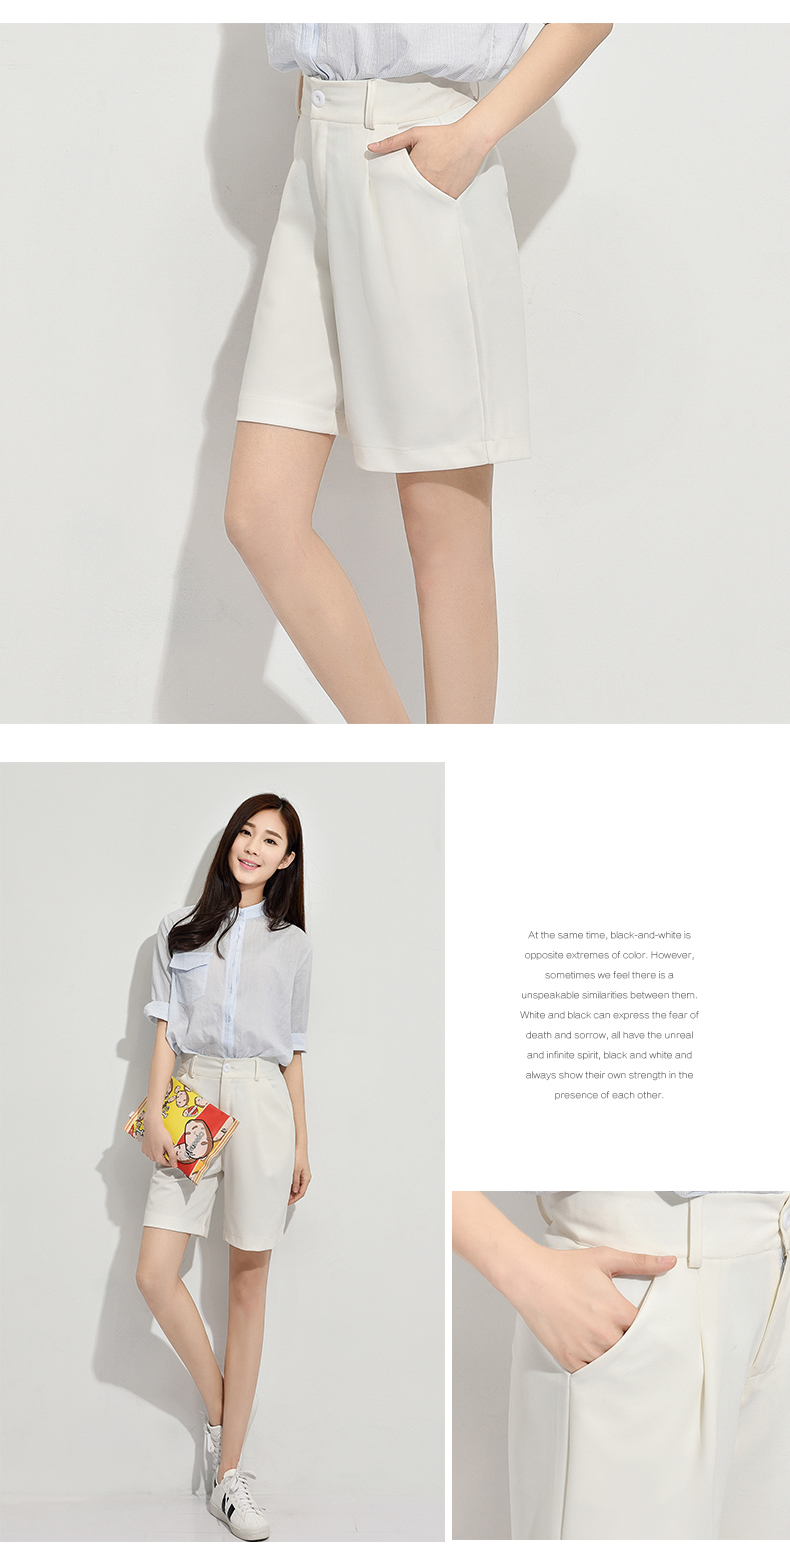 At the same time, black-and-white is
opposite extremes of color. However,
sometimes we feel there is a
unspeakable similarities between them.
White and black can express the fear of
death and sorrow, all have the unreal
and infinite spirit, black and white and
always show their own strength in the
presence of each other.